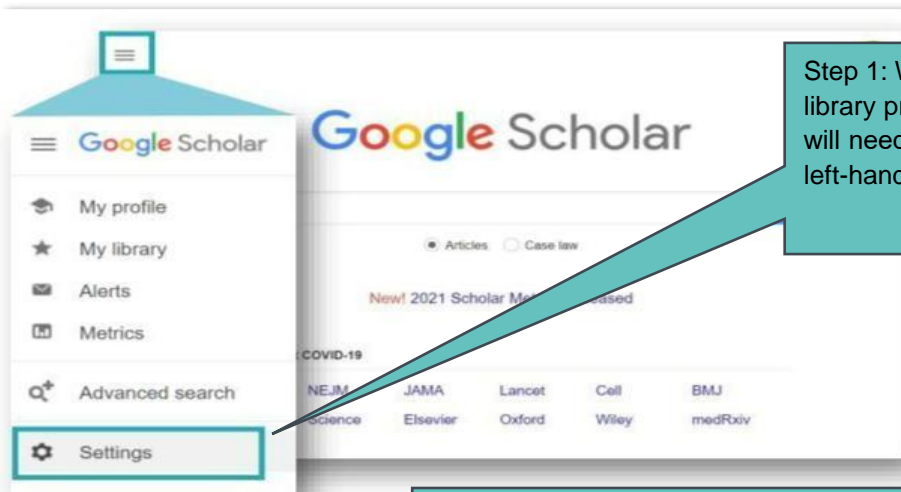 Step 1: W
library pr
will need
left-hand
Google Scholar
Google Scholar
My profile
My library
Alerts
Metrics
Advanced search
Settings
Articles Case law
New! 2021 Scholar Met ased
COVID-19
NEJM JAMA Lancet Cell BMJ
Science Elsevier Oxford Wiley medRxiv